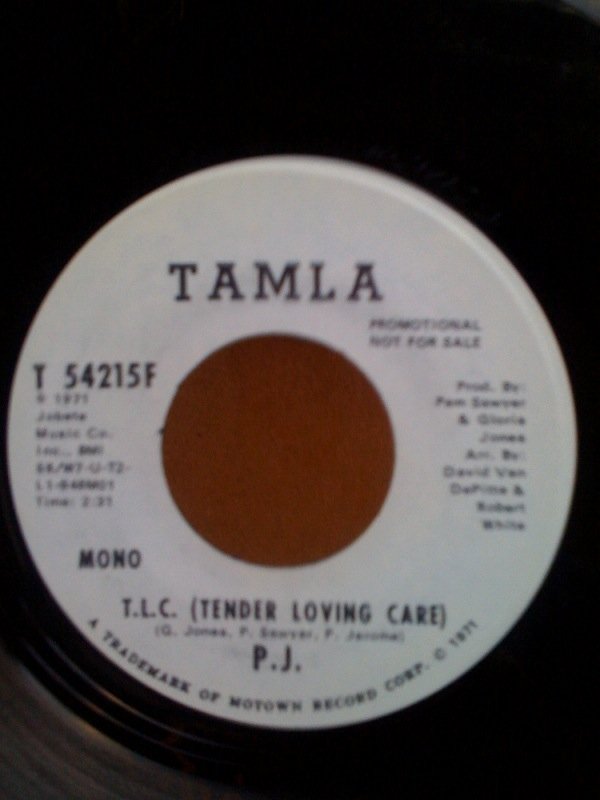 TAMLA
PROMOTIONAL
NOT FOR SALE
T 54215F
℗ 1971
Jobete
Music Co.
Inc., BMI
Time: 2:31
Prod. By:
Pam Sawyer
& Gloria
Jones
Arr. By:
David Van
DePitte &
Robert
White
MONO
T.L.C. (TENDER LOVING CARE)
(G. Jones, P. Sawyer, P. Jerome)
P.J.
A TRADEMARK OF MOTOWN RECORD CORP. © 1971